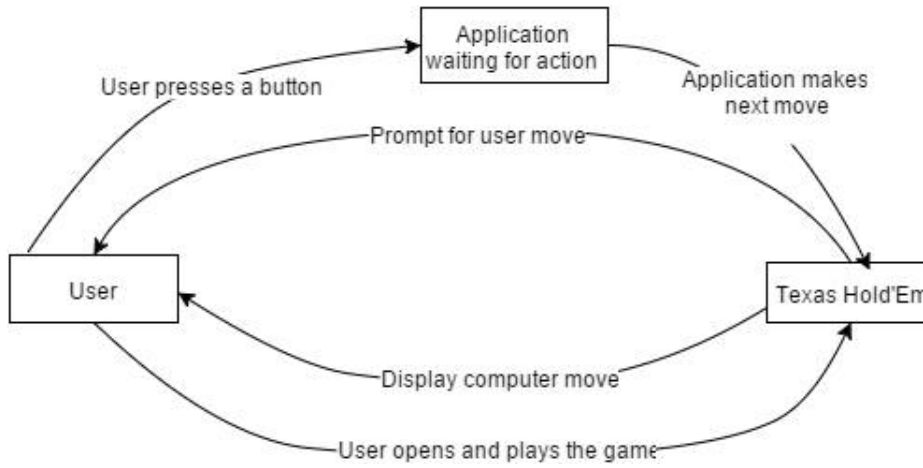 Application
waiting for action
User presses a button
Application makes
next move
Prompt for user move
User
Texas Hold'Em
Display computer move
User opens and plays the game